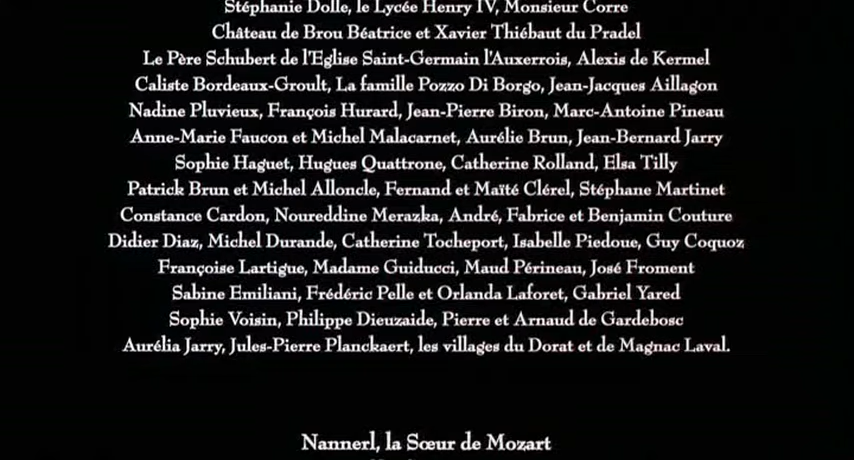 Stéphanie Dolle, le Lycée Henry IV, Monsieur Corre
Château de Brou Béatrice et Xavier Thiébaut du Pradel
Le Père Schubert de l'Eglise Saint-Germain l'Auxerrois, Alexis de Kermel
Caliste Bordeaux-Groult, La famille Pozzo Di Borgo, Jean-Jacques Aillagon
Nadine Pluvieux, François Hurard, Jean-Pierre Biron, Marc-Antoine Pineau
Anne-Marie Faucon et Michel Malacarnet, Aurélie Brun, Jean-Bernard Jarry
Sophie Haguet, Hugues Quattrone, Catherine Rolland, Elsa Tilly
Patrick Brun et Michel Alloncle, Fernand et Maïté Clérel, Stéphane Martinet
Constance Cardon, Noureddine Merazka, André, Fabrice et Benjamin Couture
Didier Diaz, Michel Durande, Catherine Tocheport, Isabelle Piedoue, Guy Coquoz
Françoise Lartigue, Madame Guiducci, Maud Périneau, José Froment
Sabine Emiliani, Frédéric Pelle et Orlanda Laforet, Gabriel Yared
Sophie Voisin, Philippe Dieuzaide, Pierre et Arnaud de Gardebosc
Aurélia Jarry, Jules-Pierre Planckaert, les villages du Dorat et de Magnac Laval.
Nannerl, la Sœur de Mozart